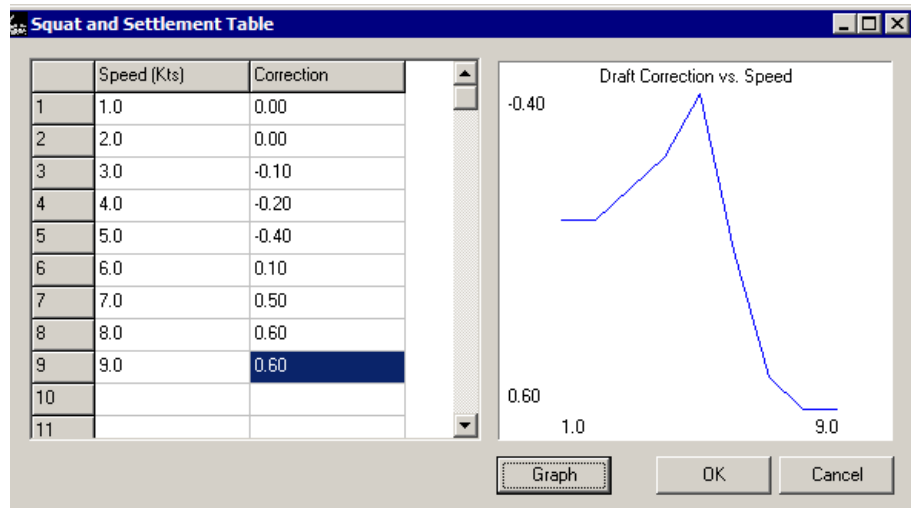 Squat and Settlement Table
Speed (Kts) Correction
1 1.0 0.00
2 2.0 0.00
3 3.0 -0.10
4 4.0 -0.20
5 5.0 -0.40
6 6.0 0.10
7 7.0 0.50
8 8.0 0.60
9 9.0 0.60
10
11
Draft Correction vs. Speed
-0.40
0.60
1.0 9.0
Graph OK Cancel